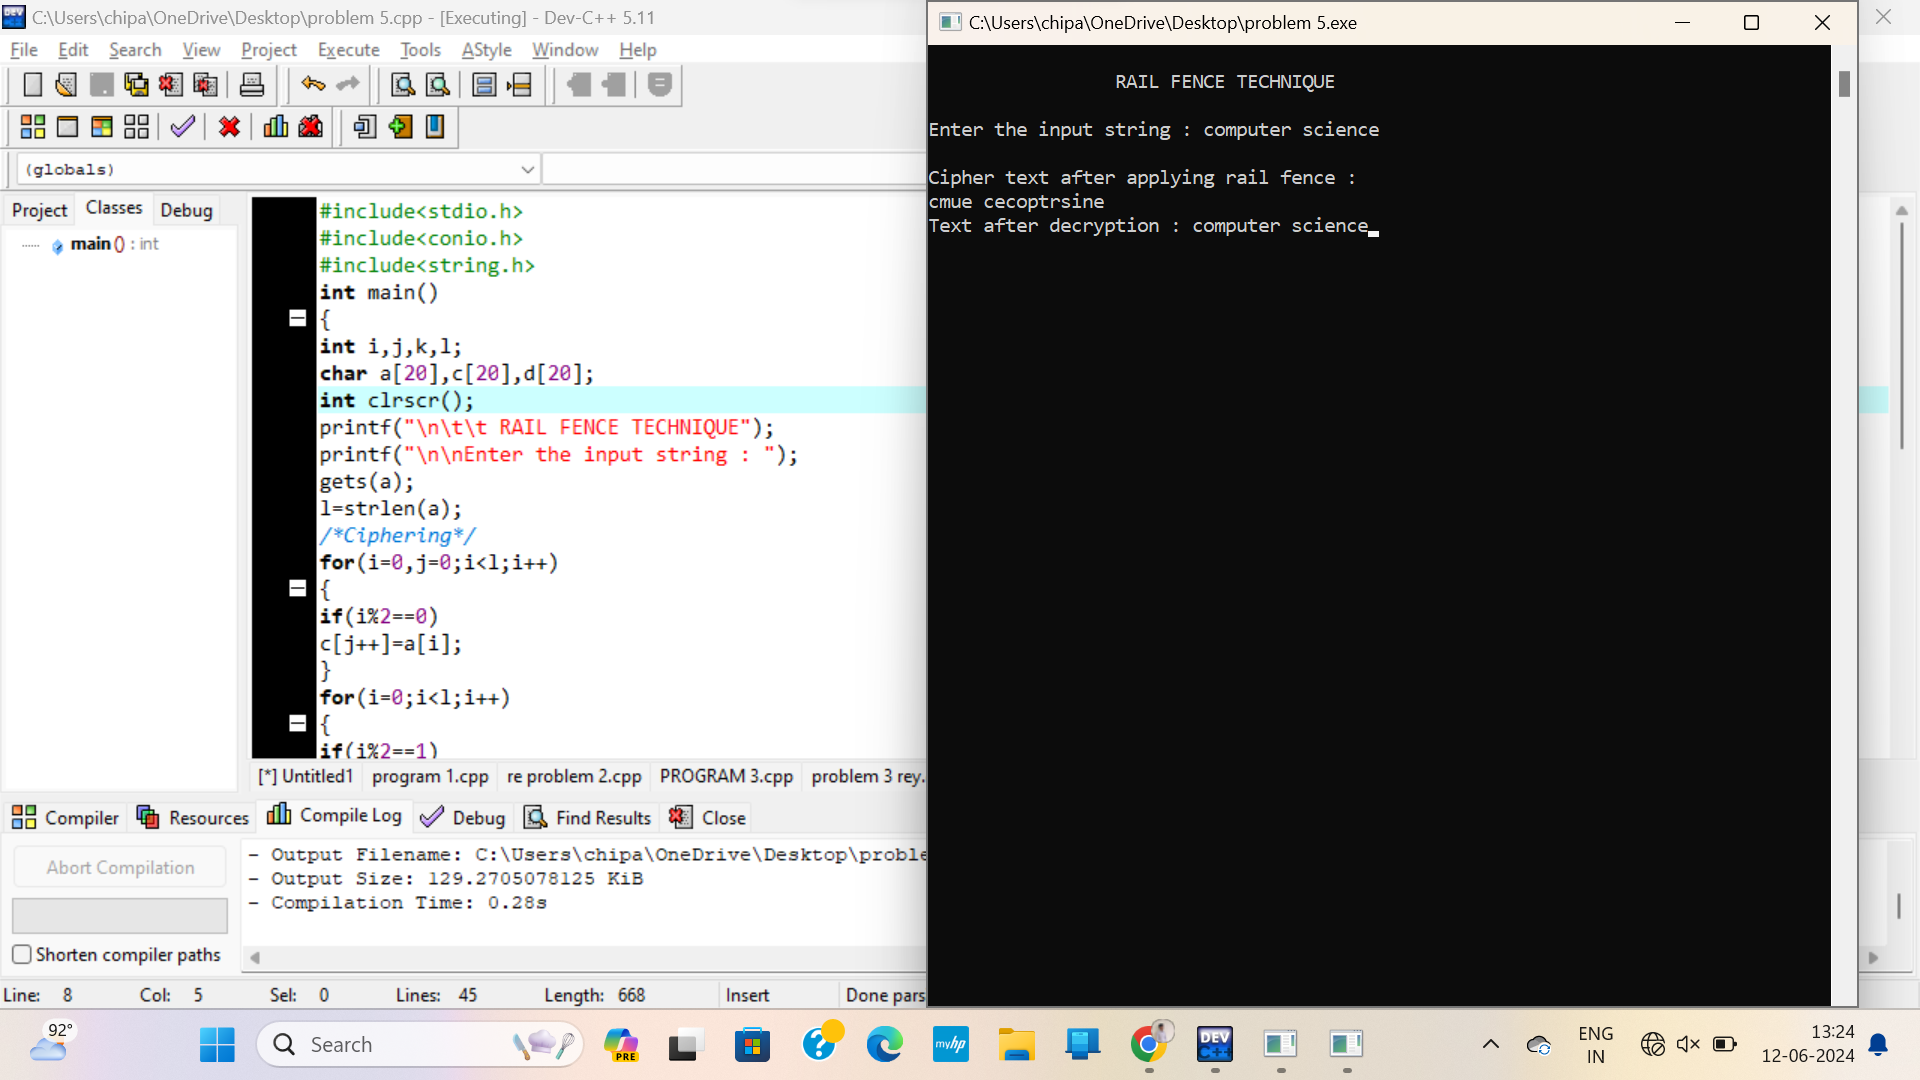 C:\Users\chipa\OneDrive\Desktop\problem 5.cpp - [Executing] - Dev-C++ 5.11
File Edit Search View Project Execute Tools AStyle Window Help
(globals)
Project Classes Debug
main() : int
#include<stdio.h>
#include<conio.h>
#include<string.h>
int main()
{
int i,j,k,l;
char a[20],c[20],d[20];
int clrscr();
printf("\n\t\t RAIL FENCE TECHNIQUE");
printf("\n\nEnter the input string : ");
gets(a);
l=strlen(a);
/*Ciphering*/
for(i=0,j=0;i<l;i++)
{
if(i%2==0)
c[j++]=a[i];
}
for(i=0;i<l;i++)
{
if(i%2==1)
[*] Untitled1 program 1.cpp re problem 2.cpp PROGRAM 3.cpp problem 3 rey.
Compiler Resources Compile Log Debug Find Results Close
Abort Compilation
Shorten compiler paths
- Output Filename: C:\Users\chipa\OneDrive\Desktop\proble
- Output Size: 129.2705078125 KiB
- Compilation Time: 0.28s
Line: 8 Col: 5 Sel: 0 Lines: 45 Length: 668 Insert Done pars
C:\Users\chipa\OneDrive\Desktop\problem 5.exe
RAIL FENCE TECHNIQUE
Enter the input string : computer science
Cipher text after applying rail fence :
cmue cecoptrsine
Text after decryption : computer science
92°
Search
PRE
myhp
DEV
C++
ENG
IN
13:24
12-06-2024